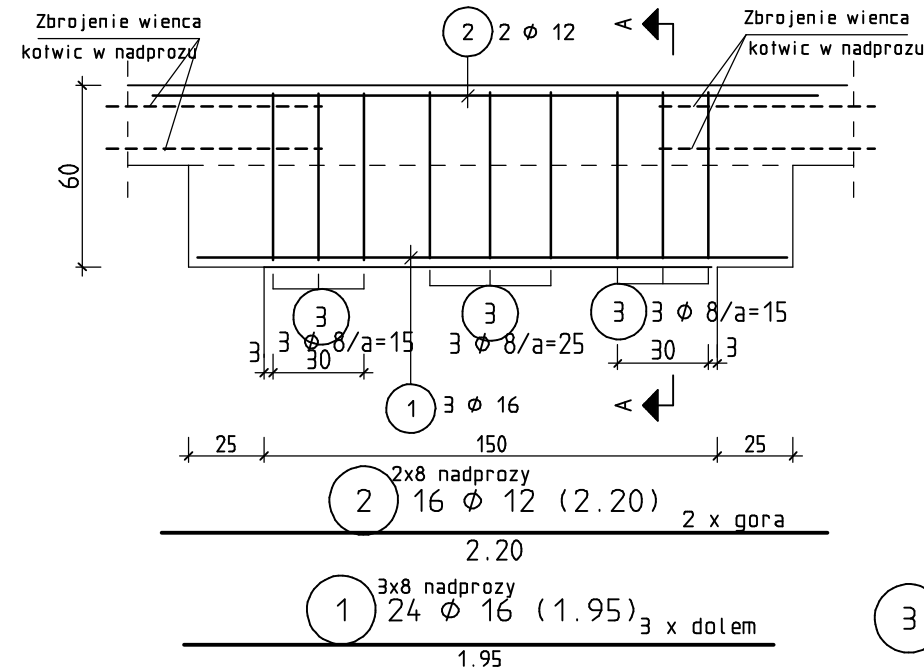 Zbrojenie wienca
kotwic w nadprozu
2 2 ϕ 12
A
Zbrojenie wienca
kotwic w nadprozu
60
3 3 ϕ 8/a=15
3 3 ϕ 8/a=25
3 3 ϕ 8/a=15
3 30
30 3
1 3 ϕ 16
A
25 150 25
2x8 nadprozy
2 16 ϕ 12 (2.20)
2 x gora
2.20
3x8 nadprozy
1 24 ϕ 16 (1.95)
3 x dolem
1.95
3